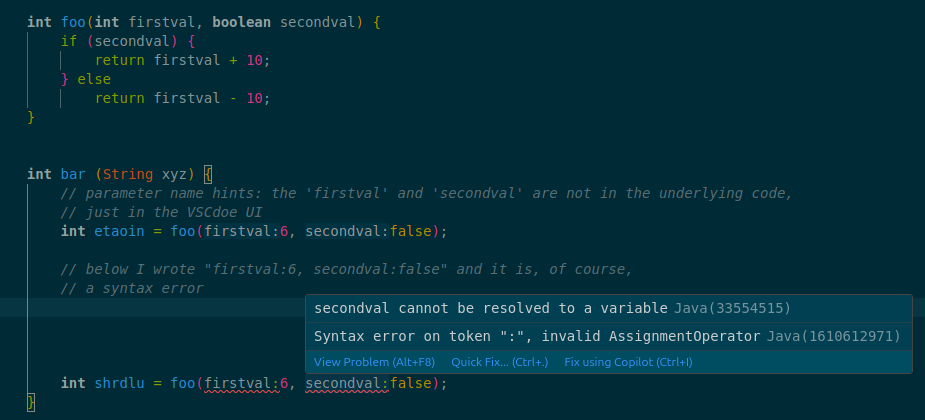 int foo(int firstval, boolean secondval) {
if (secondval) {
return firstval + 10;
} else
return firstval - 10;
}
int bar (String xyz) {
// parameter name hints: the 'firstval' and 'secondval' are not in the underlying code,
// just in the VSCdoe UI
int etaoin = foo(firstval:6, secondval:false);
// below I wrote "firstval:6, secondval:false" and it is, of course,
// a syntax error
secondval cannot be resolved to a variable Java(33554515)
Syntax error on token ":", invalid AssignmentOperator Java(1610612971)
View Problem (Alt+F8) Quick Fix... (Ctrl+.) Fix using Copilot (Ctrl+I)
int shrdlu = foo(firstval:6, secondval:false);
}